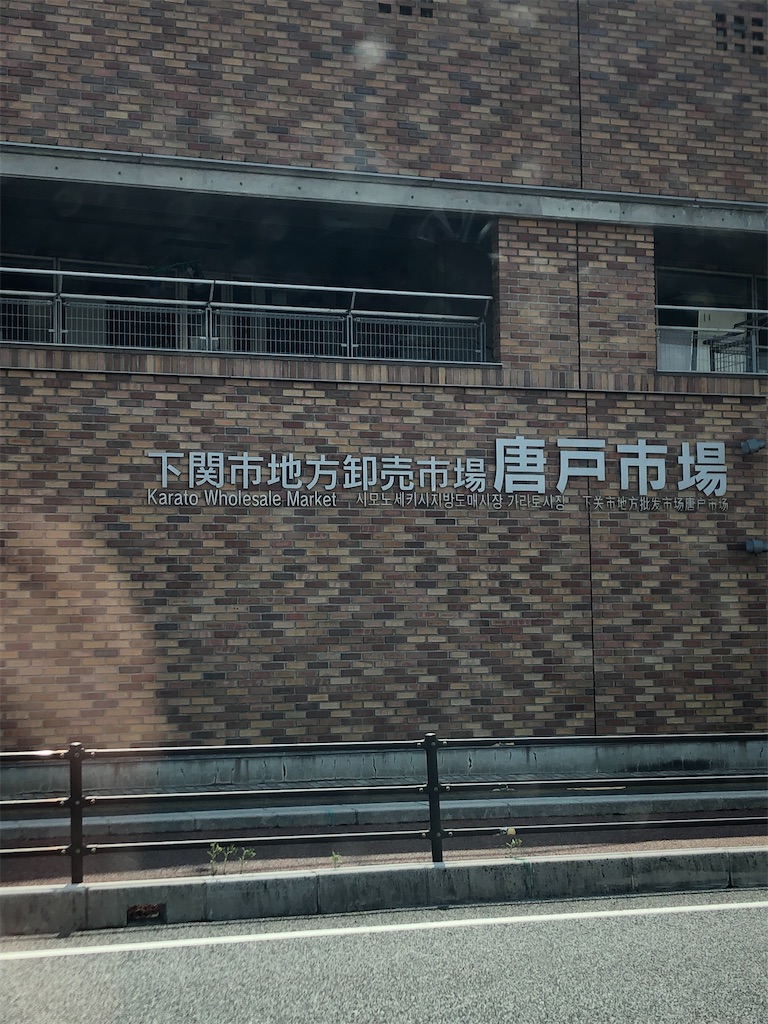 下関市地方卸売市場 唐戸市場
Karato Wholesale Market 시모노세키시지방도매시장 가라토시장 下关市地方批发市场唐户市场